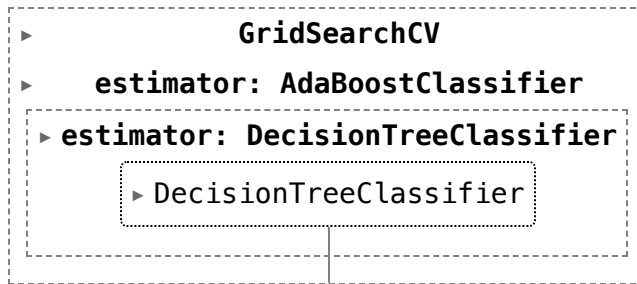 ▸ GridSearchCV
▸ estimator: AdaBoostClassifier
▸ estimator: DecisionTreeClassifier
▸ DecisionTreeClassifier